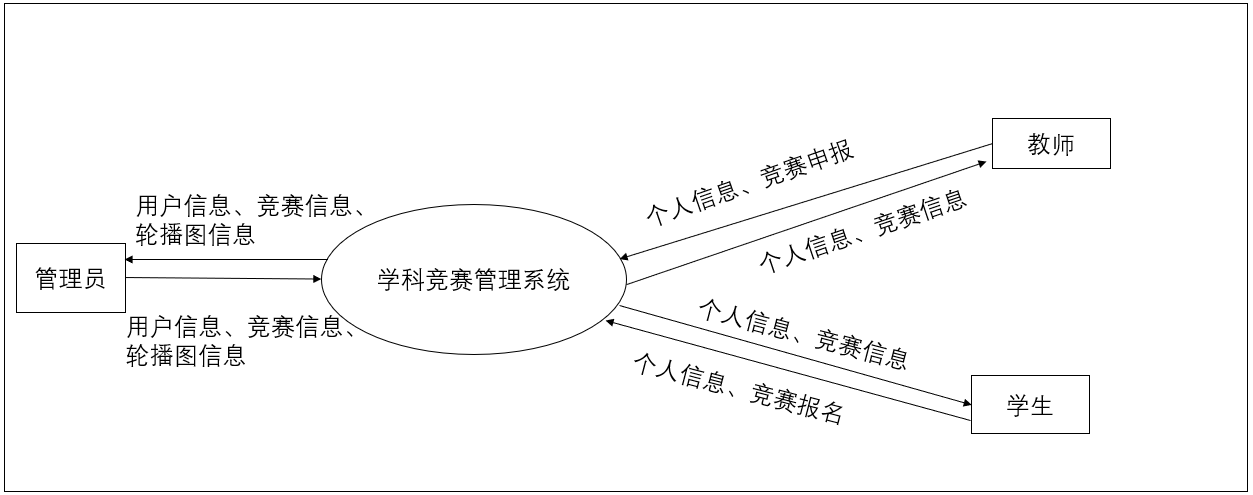 教师
个人信息、竞赛申报
用户信息、竞赛信息、
轮播图信息
个人信息、竞赛信息
管理员
学科竞赛管理系统
用户信息、竞赛信息、
轮播图信息
个人信息、竞赛信息
个人信息、竞赛报名
学生